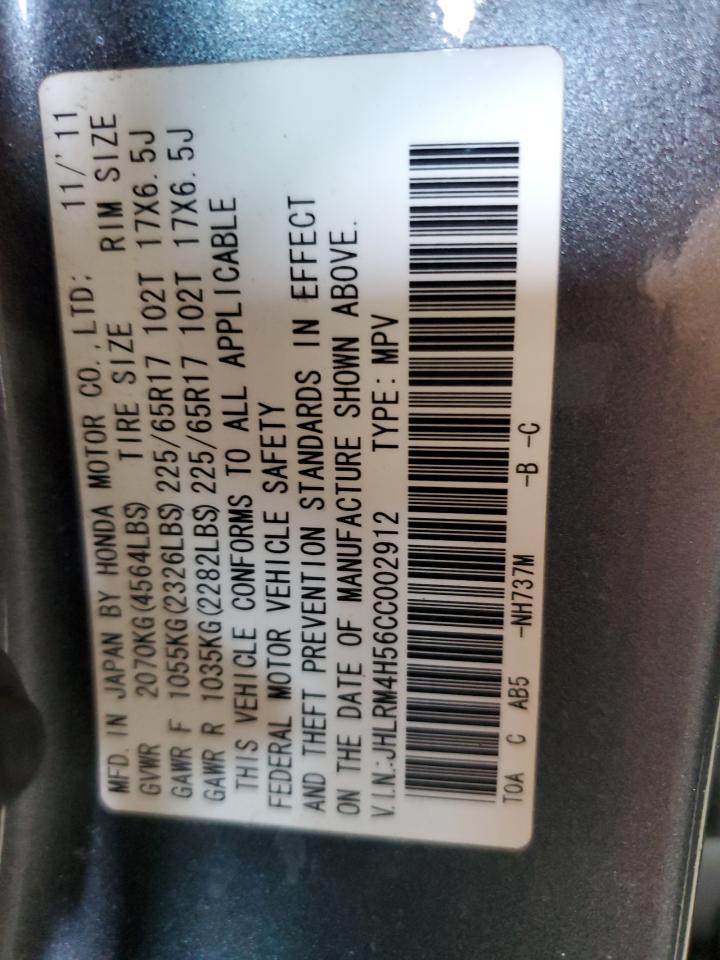 MFD. IN JAPAN BY HONDA MOTOR CO.,LTD; 11/'11
GVWR 2070KG(4564LBS) TIRE SIZE RIM SIZE
GAWR F 1055KG(2326LBS) 225/65R17 102T 17X6.5J
GAWR R 1035KG(2282LBS) 225/65R17 102T 17X6.5J
THIS VEHICLE CONFORMS TO ALL APPLICABLE
FEDERAL MOTOR VEHICLE SAFETY
AND THEFT PREVENTION STANDARDS IN EFFECT
ON THE DATE OF MANUFACTURE SHOWN ABOVE.
V.I.N.:JHLRM4H56CC002912 TYPE: MPV
T0A C AB5 -NH737M -B -C